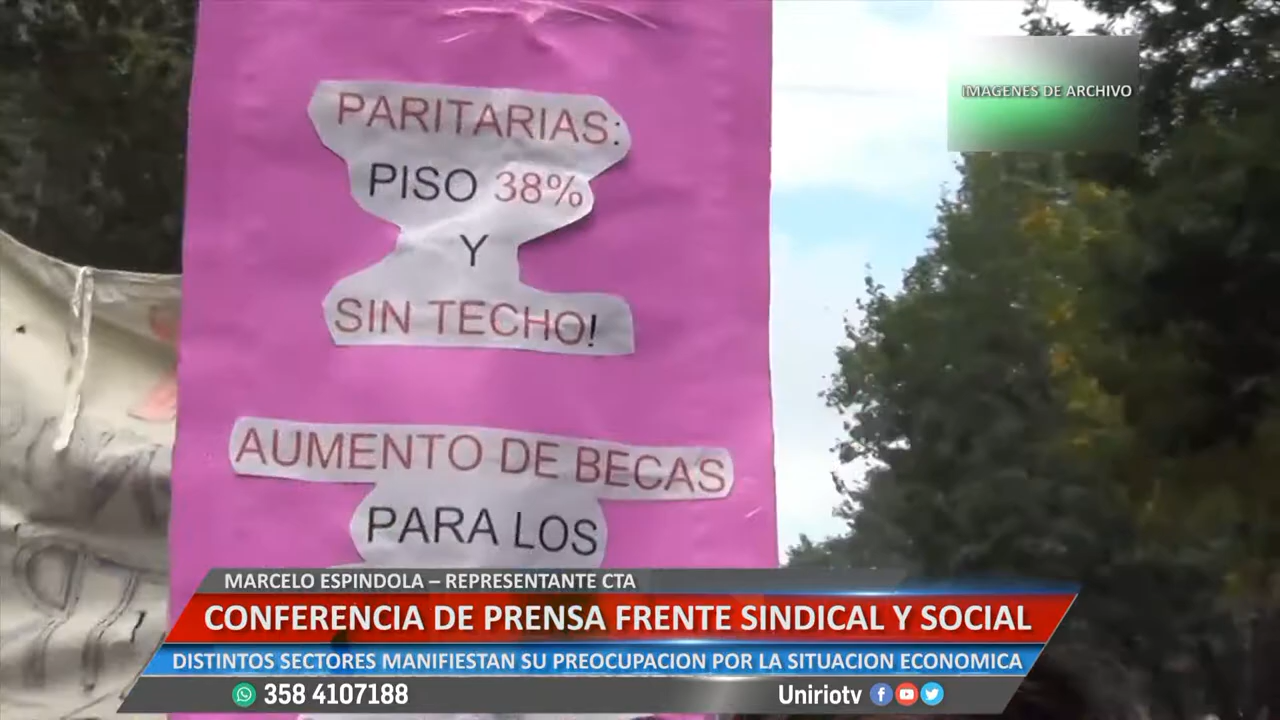 IMAGENES DE ARCHIVO
PARITARIAS:
PISO 38%
Y
SIN TECHO!
AUMENTO DE BECAS
PARA LOS
MARCELO ESPINDOLA – REPRESENTANTE CTA
CONFERENCIA DE PRENSA FRENTE SINDICAL Y SOCIAL
DISTINTOS SECTORES MANIFIESTAN SU PREOCUPACION POR LA SITUACION ECONOMICA
358 4107188
Uniriotv